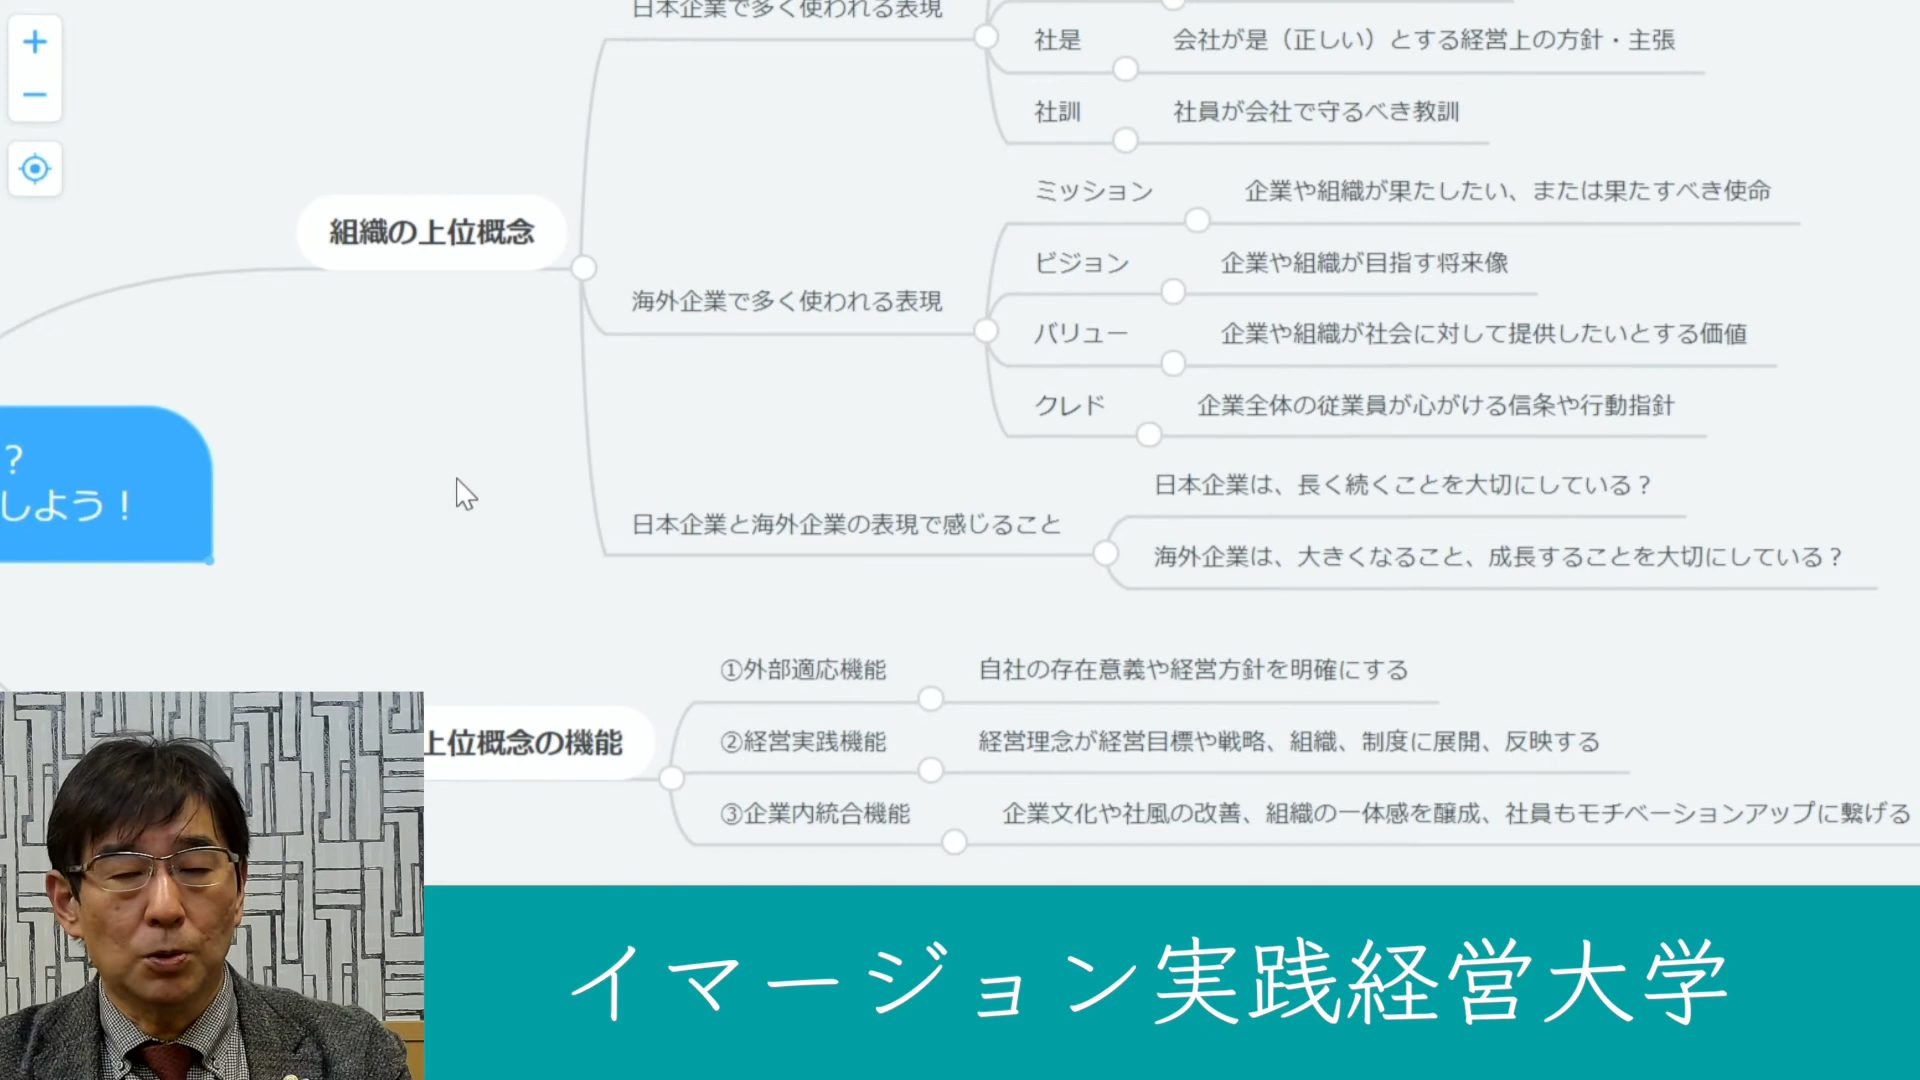 日本企業で多く使われる表現
社是 会社が是（正しい）とする経営上の方針・主張
社訓 社員が会社で守るべき教訓
組織の上位概念
海外企業で多く使われる表現
ミッション 企業や組織が果たしたい、または果たすべき使命
ビジョン 企業や組織が目指す将来像
バリュー 企業や組織が社会に対して提供したいとする価値
クレド 企業全体の従業員が心がける信条や行動指針
？
しよう！
日本企業と海外企業の表現で感じること
日本企業は、長く続くことを大切にしている？
海外企業は、大きくなること、成長することを大切にしている？
上位概念の機能
①外部適応機能 自社の存在意義や経営方針を明確にする
②経営実践機能 経営理念が経営目標や戦略、組織、制度に展開、反映する
③企業内統合機能 企業文化や社風の改善、組織の一体感を醸成、社員もモチベーションアップに繋げる
イマージョン実践経営大学